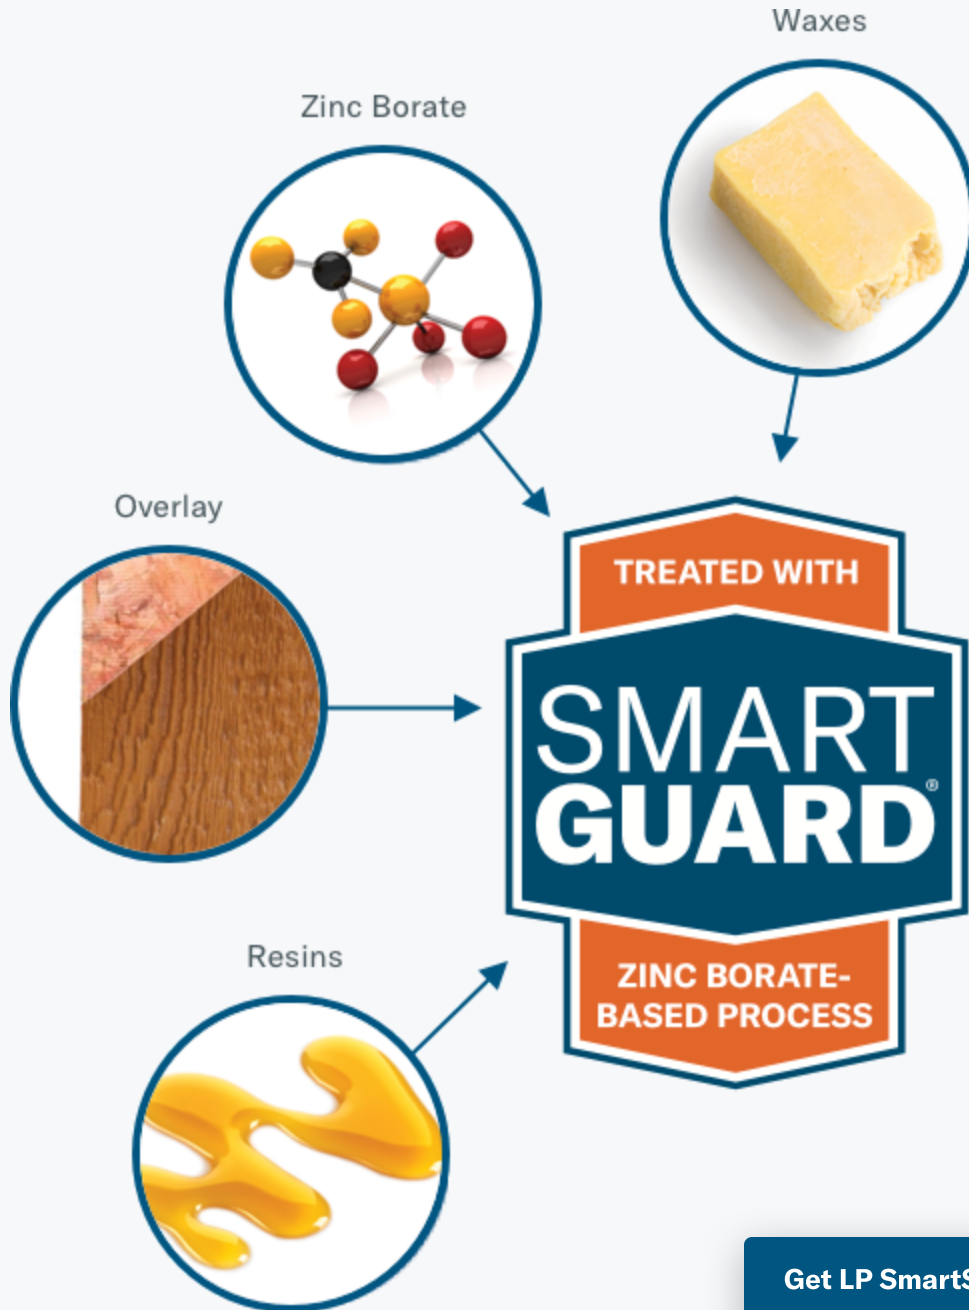 Waxes
Zinc Borate
Overlay
TREATED WITH
SMART
GUARD®
Resins
ZINC BORATE-
BASED PROCESS
Get LP Smart